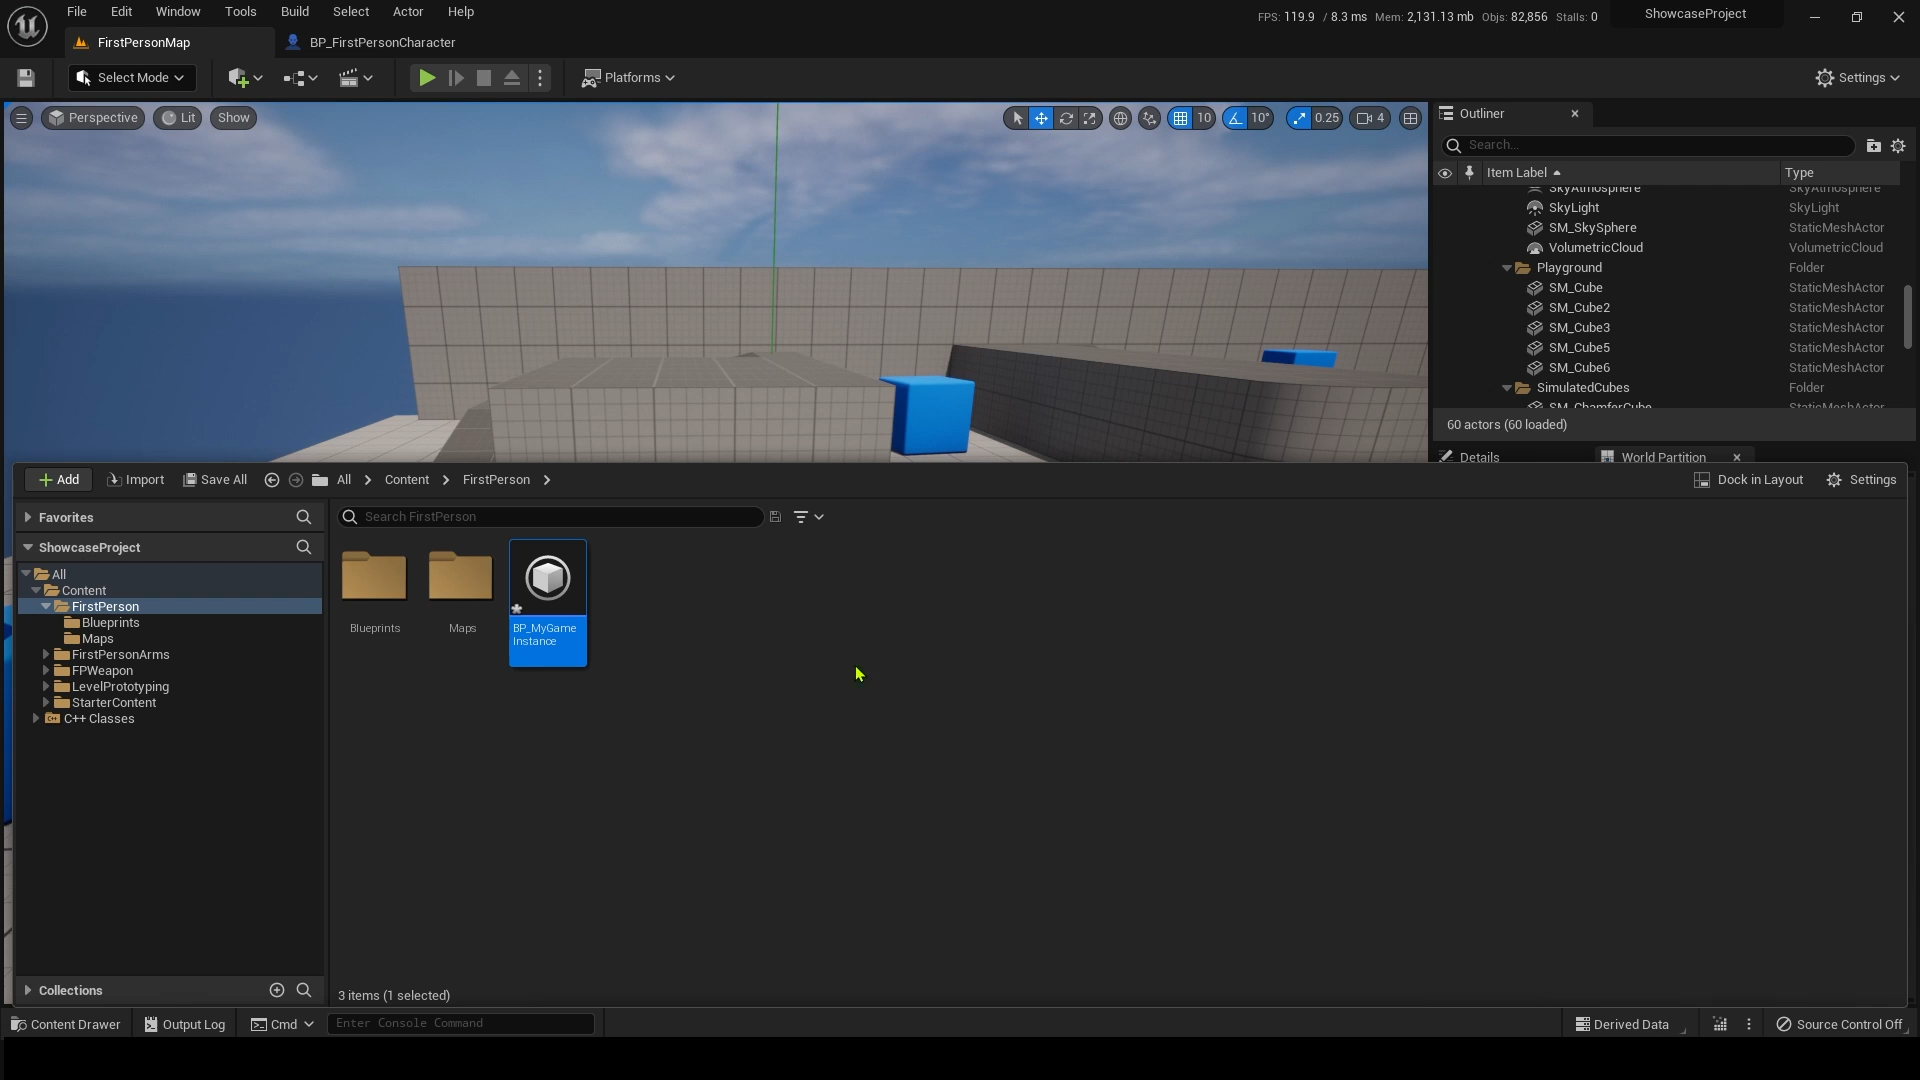 File Edit Window Tools Build Select Actor Help
FPS: 119.9 / 8.3 ms Mem: 2,131.13 mb Objs: 82,856 Stalls: 0
ShowcaseProject
FirstPersonMap
BP_FirstPersonCharacter
Select Mode
Platforms
Settings
Perspective
Lit
Show
10
10°
0.25
4
Outliner
Search...
Item Label
Type
SkyAtmosphere SkyAtmosphere
SkyLight SkyLight
SM_SkySphere StaticMeshActor
VolumetricCloud VolumetricCloud
Playground Folder
SM_Cube StaticMeshActor
SM_Cube2 StaticMeshActor
SM_Cube3 StaticMeshActor
SM_Cube5 StaticMeshActor
SM_Cube6 StaticMeshActor
SimulatedCubes Folder
SM_ChamferCube StaticMeshActor
60 actors (60 loaded)
Details
World Partition
Add
Import
Save All
All
Content
FirstPerson
Dock in Layout
Settings
Favorites
ShowcaseProject
All
Content
FirstPerson
Blueprints
Maps
FirstPersonArms
FPWeapon
LevelPrototyping
StarterContent
C++ Classes
Collections
Search FirstPerson
Blueprints
Maps
BP_MyGame
Instance
3 items (1 selected)
Content Drawer
Output Log
Cmd
Enter Console Command
Derived Data
Source Control Off